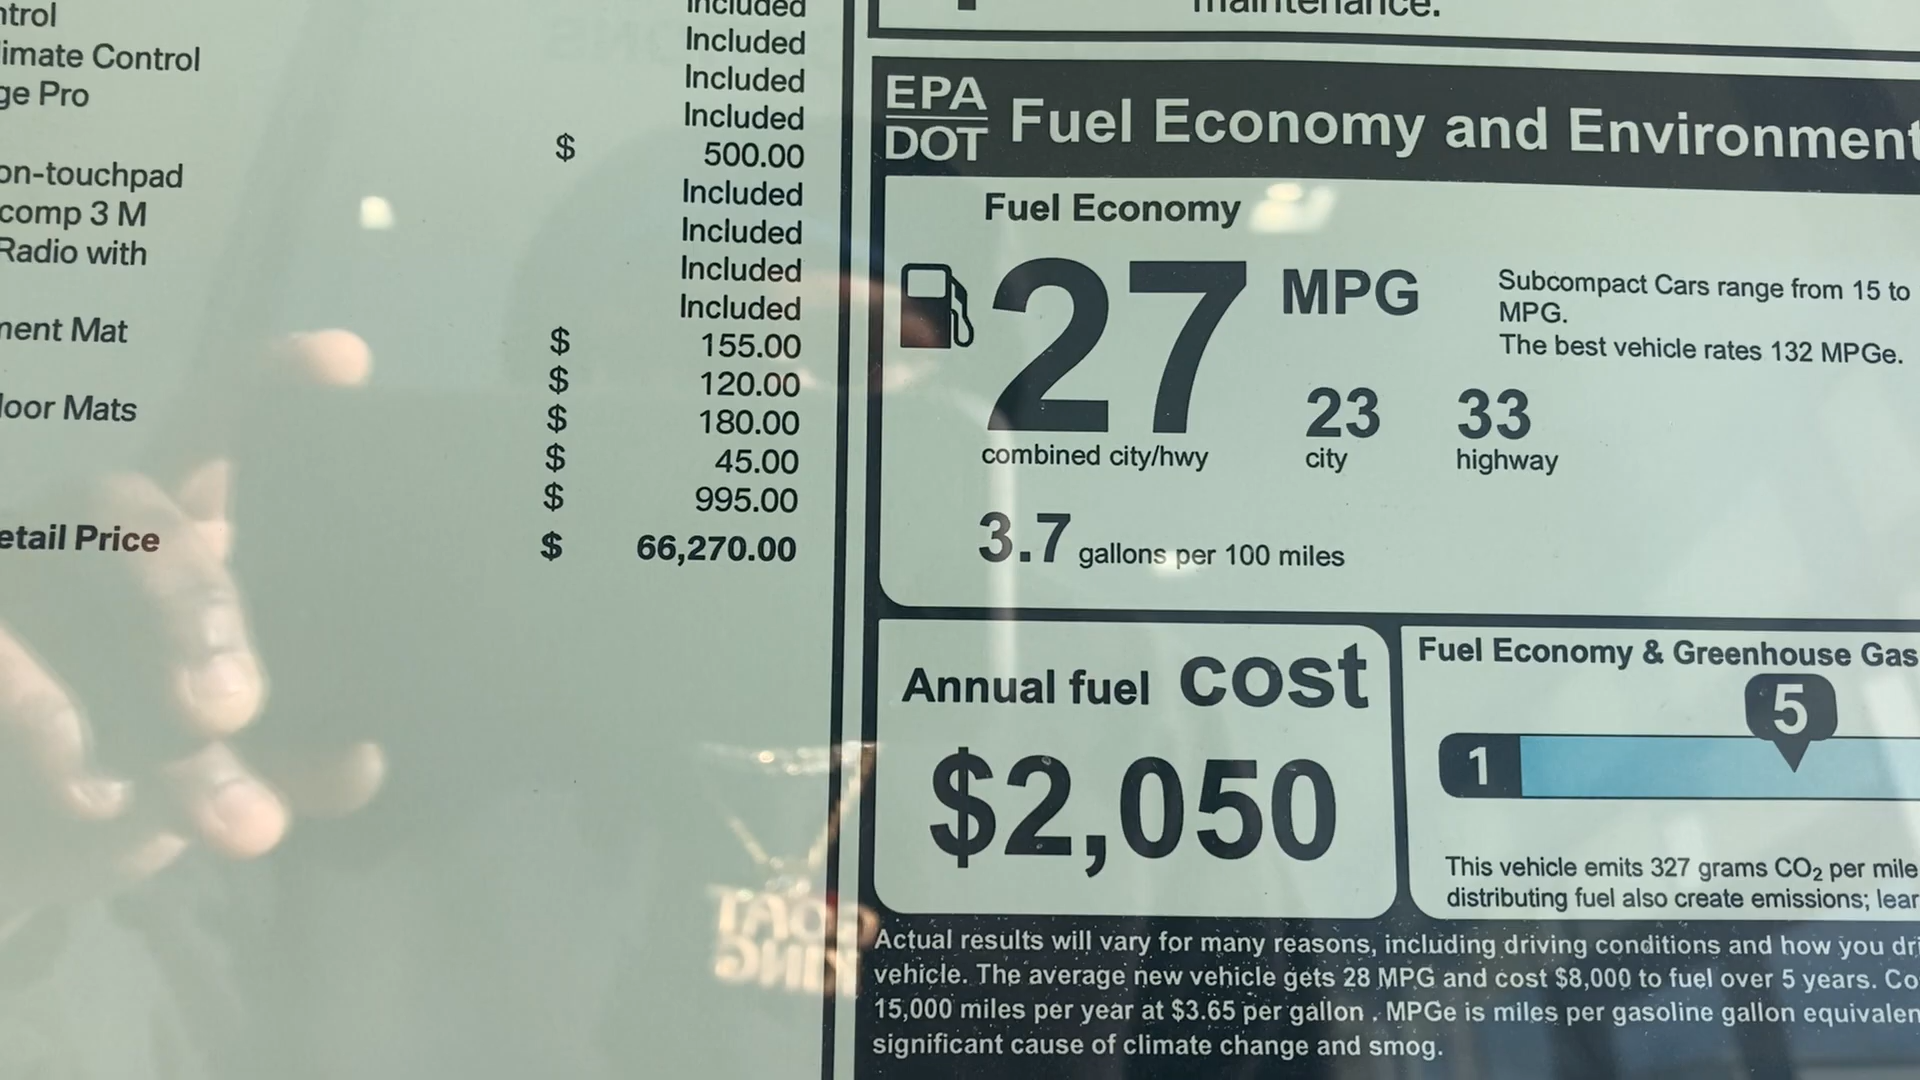 ntrol
limate Control
ge Pro
on-touchpad
comp 3 M
Radio with
ment Mat
loor Mats
etail Price
Included
Included
Included
Included
$ 500.00
Included
Included
Included
Included
$ 155.00
$ 120.00
$ 180.00
$ 45.00
$ 995.00
$ 66,270.00
maintenance.
EPA
DOT
Fuel Economy and Environment
Fuel Economy
27 MPG
combined city/hwy
23
city
33
highway
3.7 gallons per 100 miles
Subcompact Cars range from 15 to
MPG.
The best vehicle rates 132 MPGe.
Annual fuel cost
$2,050
Fuel Economy & Greenhouse Gas
5
1
This vehicle emits 327 grams CO₂ per mile
distributing fuel also create emissions; lear
Actual results will vary for many reasons, including driving conditions and how you dri
vehicle. The average new vehicle gets 28 MPG and cost $8,000 to fuel over 5 years. Co
15,000 miles per year at $3.65 per gallon . MPGe is miles per gasoline gallon equivalen
significant cause of climate change and smog.
GOAT
KING